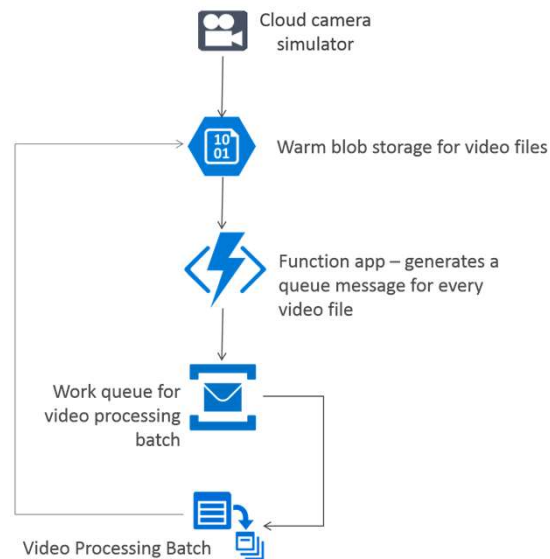 Cloud camera
simulator
10
01
Warm blob storage for video files
Function app – generates a
queue message for every
video file
Work queue for
video processing
batch
Video Processing Batch